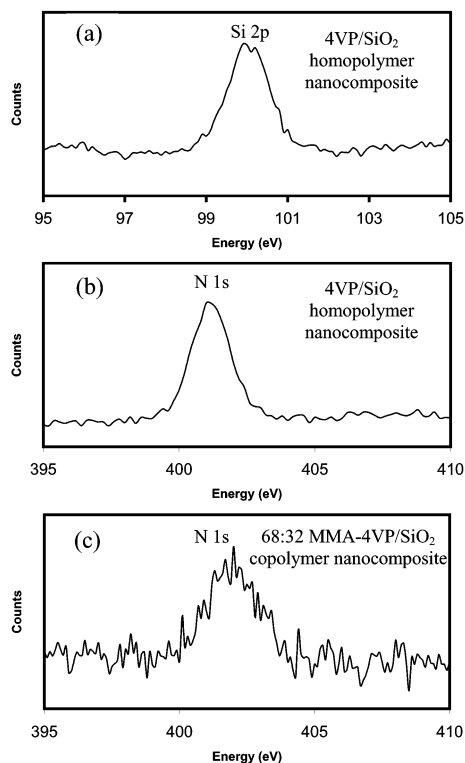 (a)
Si 2p
4VP/SiO₂
homopolymer
nanocomposite
Counts
95 97 99 101 103 105
Energy (eV)
(b)
N 1s
4VP/SiO₂
homopolymer
nanocomposite
Counts
395 400 405 410
Energy (eV)
(c)
N 1s
68:32 MMA-4VP/SiO₂
copolymer nanocomposite
Counts
395 400 405 410
Energy (eV)